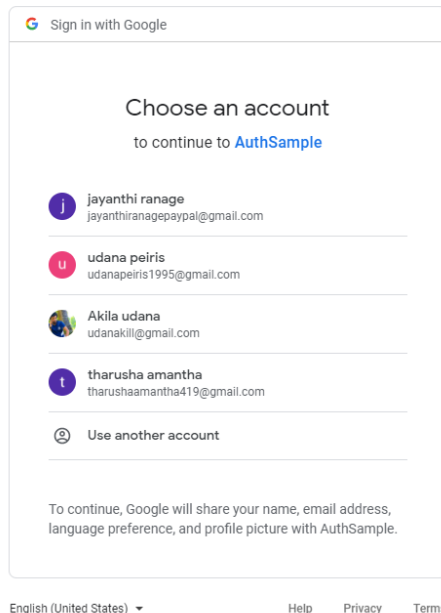 Sign in with Google
Choose an account
to continue to AuthSample
j
jayanthi ranage
jayanthiranagepaypal@gmail.com
u
udana peiris
udanapeiris1995@gmail.com
Akila udana
udanakill@gmail.com
t
tharusha amantha
tharushaamantha419@gmail.com
Use another account
To continue, Google will share your name, email address,
language preference, and profile picture with AuthSample.
English (United States) Help Privacy Term